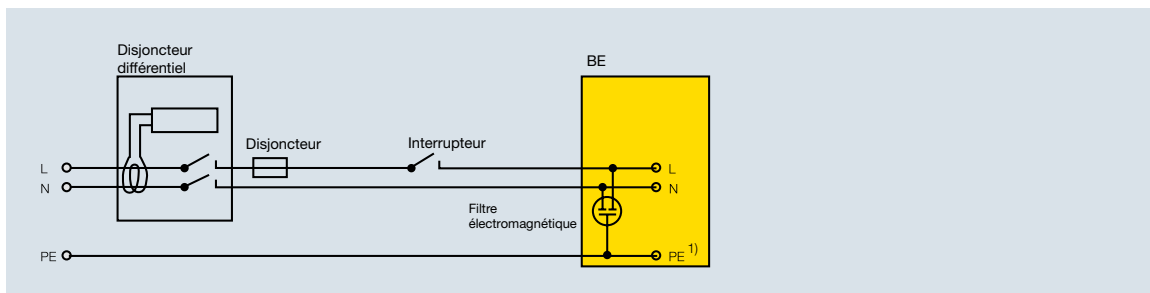 Disjoncteur
différentiel
BE
Disjoncteur
Interrupteur
L
L
N
N
Filtre
électromagnétique
PE
PE 1)